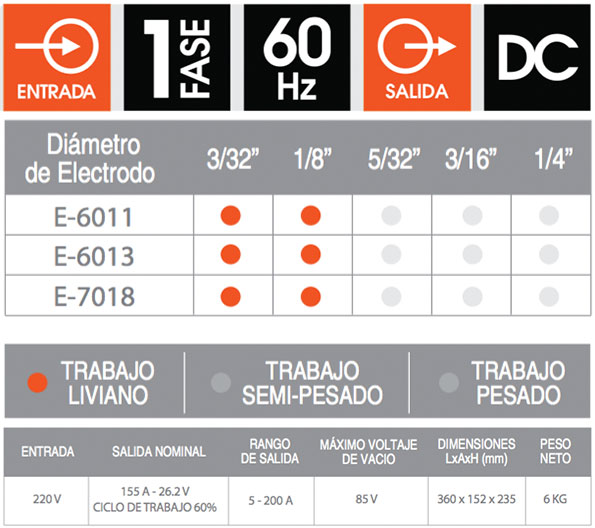 ENTRADA
1 FASE
60 Hz
SALIDA
DC
Diámetro de Electrodo 3/32” 1/8” 5/32” 3/16” 1/4”
E-6011
E-6013
E-7018
TRABAJO LIVIANO
TRABAJO SEMI-PESADO
TRABAJO PESADO
ENTRADA SALIDA NOMINAL RANGO DE SALIDA MÁXIMO VOLTAJE DE VACIO DIMENSIONES LxAxH (mm) PESO NETO
220 V 155 A - 26.2 V CICLO DE TRABAJO 60% 5 - 200 A 85 V 360 x 152 x 235 6 KG